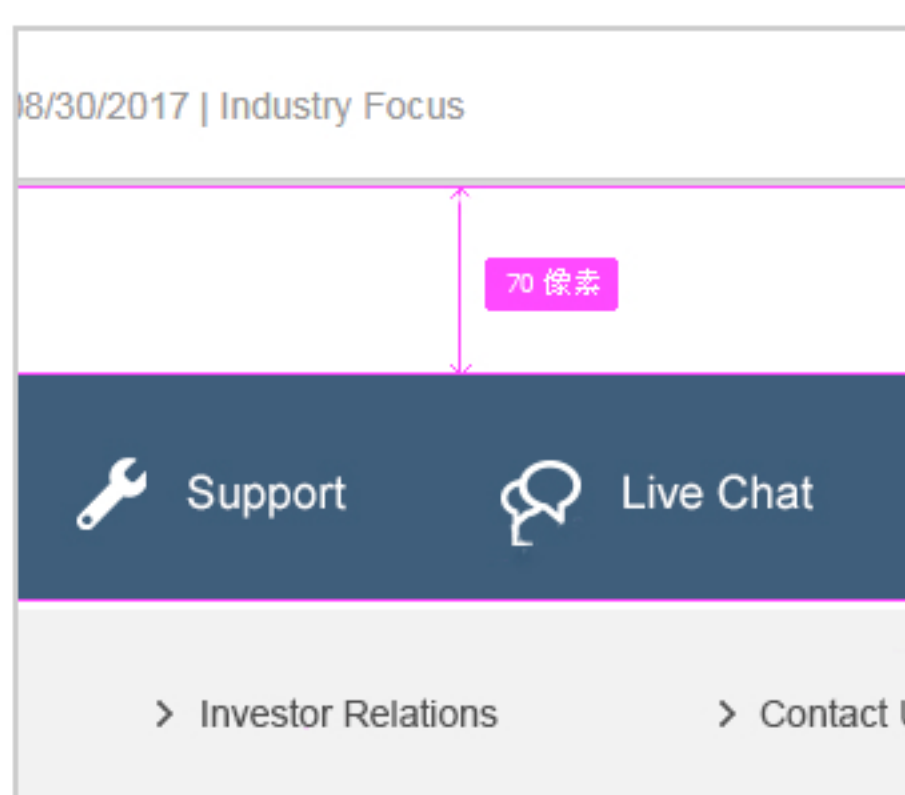 8/30/2017 | Industry Focus
70 像素
Support
Live Chat
Investor Relations
Contact